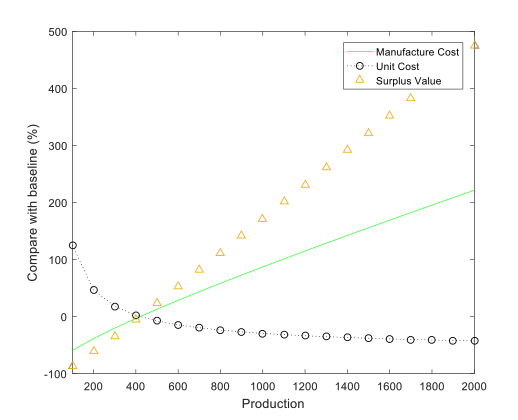 500
400
300
200
100
0
-100
Compare with baseline (%)
Manufacture Cost
Unit Cost
Surplus Value
200 400 600 800 1000 1200 1400 1600 1800 2000
Production